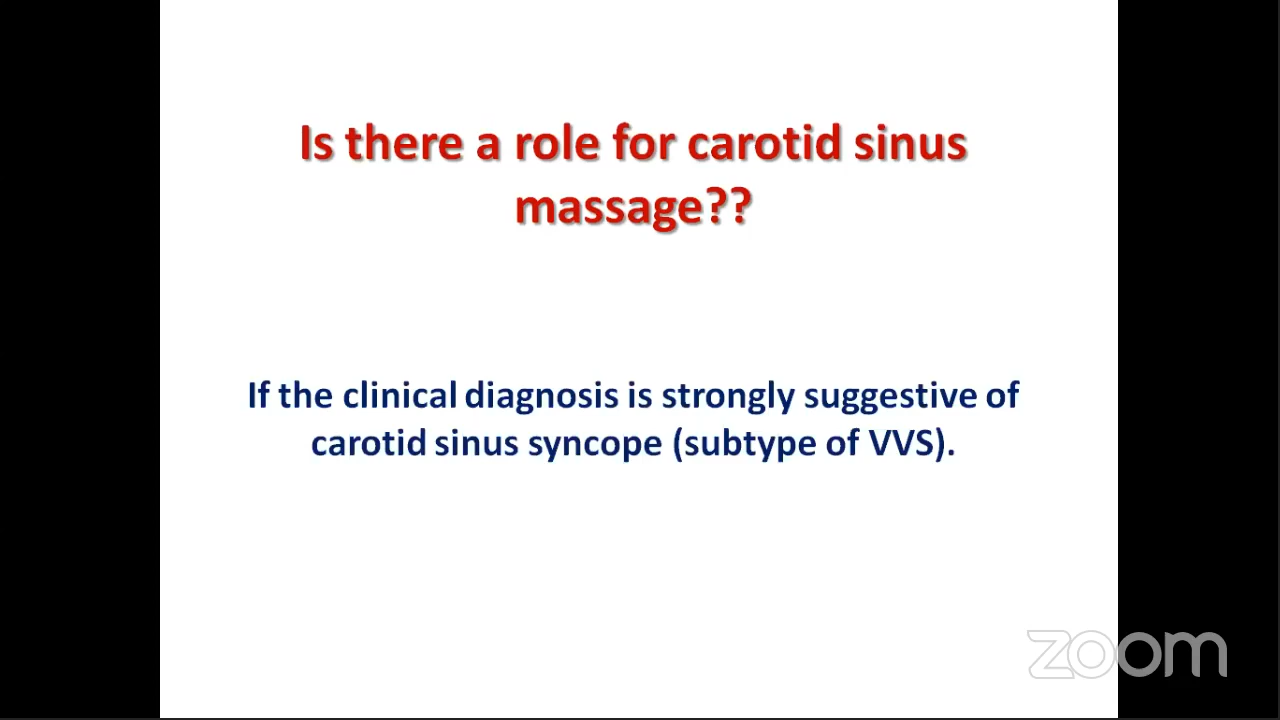 Is there a role for carotid sinus
massage??
If the clinical diagnosis is strongly suggestive of
carotid sinus syncope (subtype of VVS).
zoom